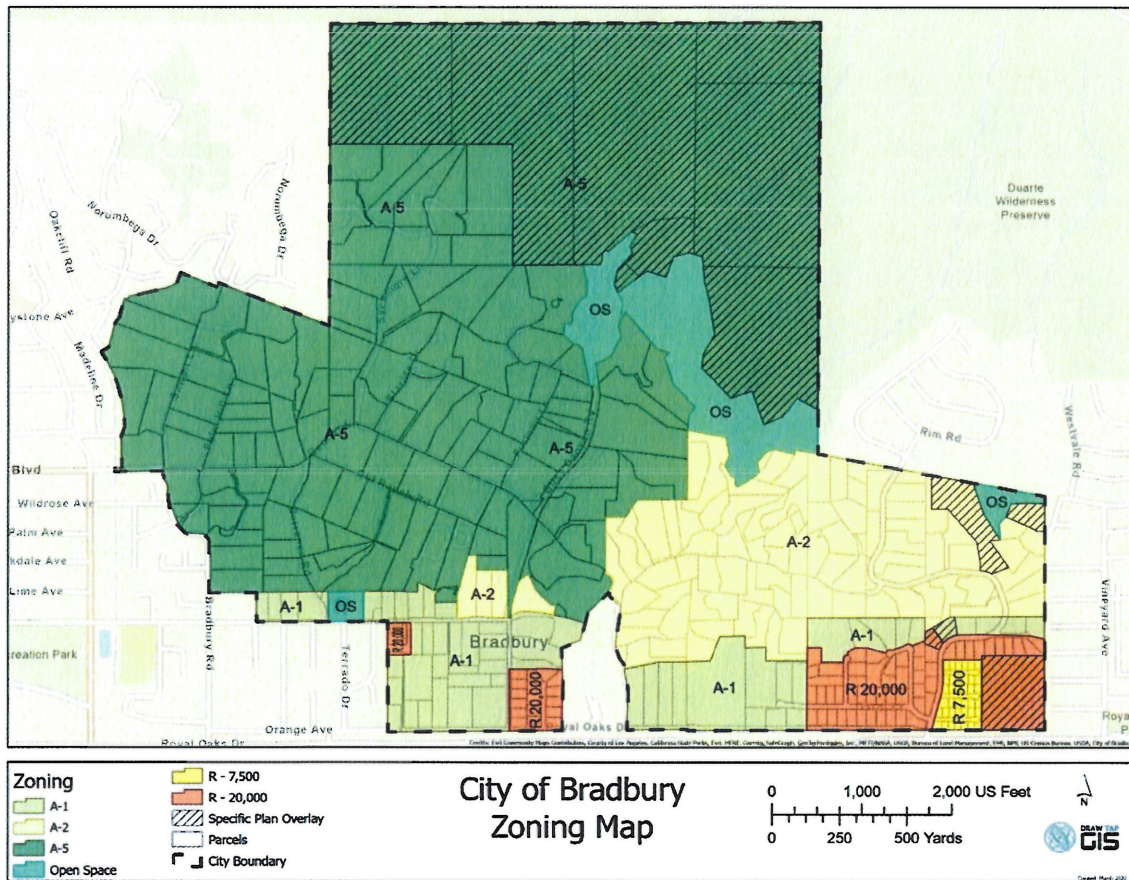 Norumbega Dr
Norumbega Dr
Oakcliff Rd
Duarte
Wilderness
Preserve
A-5
A-5
OS
ystone Ave
Madeline Dr
OS
Rim Rd
Westvale Rd
A-5
A-5
Blvd
Wildrose Ave
Palm Ave
kdale Ave
Lime Ave
OS
A-2
A-2
A-1
OS
Bradbury Rd
Vineyard Ave
R 20,000
Bradbury
A-1
A-1
reation Park
Terrado Dr
A-1
R 20,000
R 20,000
R 7,500
Orange Ave
Royal Oaks Dr
Royal Oaks Dr
Roya
P
Zoning
A-1
A-2
A-5
Open Space
R - 7,500
R - 20,000
Specific Plan Overlay
Parcels
City Boundary
City of Bradbury
Zoning Map
0 1,000 2,000 US Feet
0 250 500 Yards
N
DRAW TAP
GIS